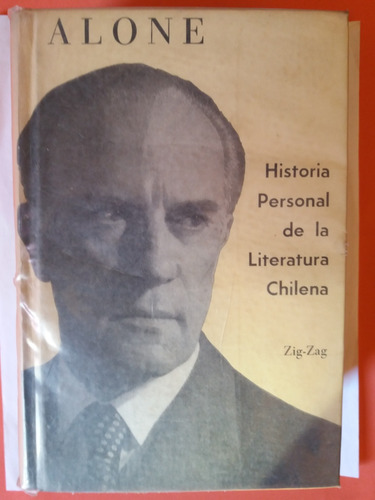 ALONE
Historia
Personal
de la
Literatura
Chilena
Zig-Zag